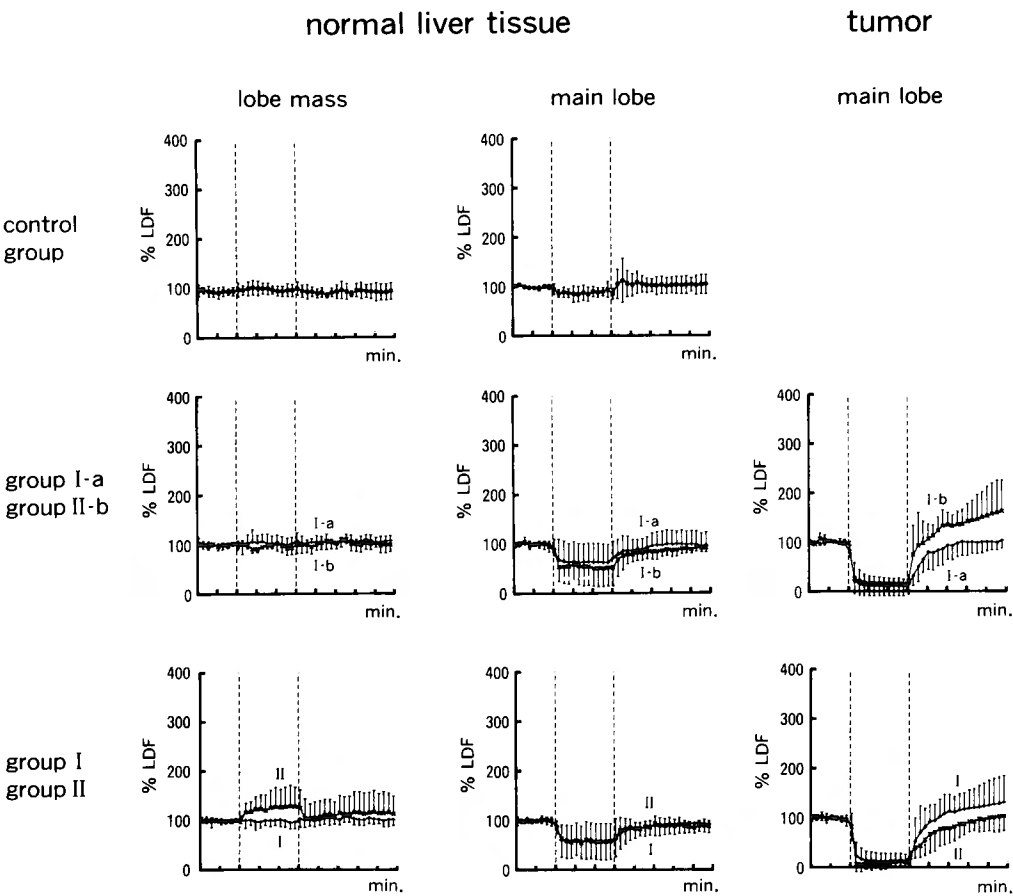 normal liver tissue tumor
lobe mass main lobe main lobe
control
group
% LDF
400
300
200
100
0
min.
% LDF
400
300
200
100
0
min.
group I-a
group II-b
% LDF
400
300
200
100
0
I-a
I-b
min.
% LDF
400
300
200
100
0
I-a
I-b
min.
% LDF
400
300
200
100
0
I-b
I-a
min.
group I
group II
% LDF
400
300
200
100
0
II
I
min.
% LDF
400
300
200
100
0
II
I
min.
% LDF
400
300
200
100
0
I
II
min.